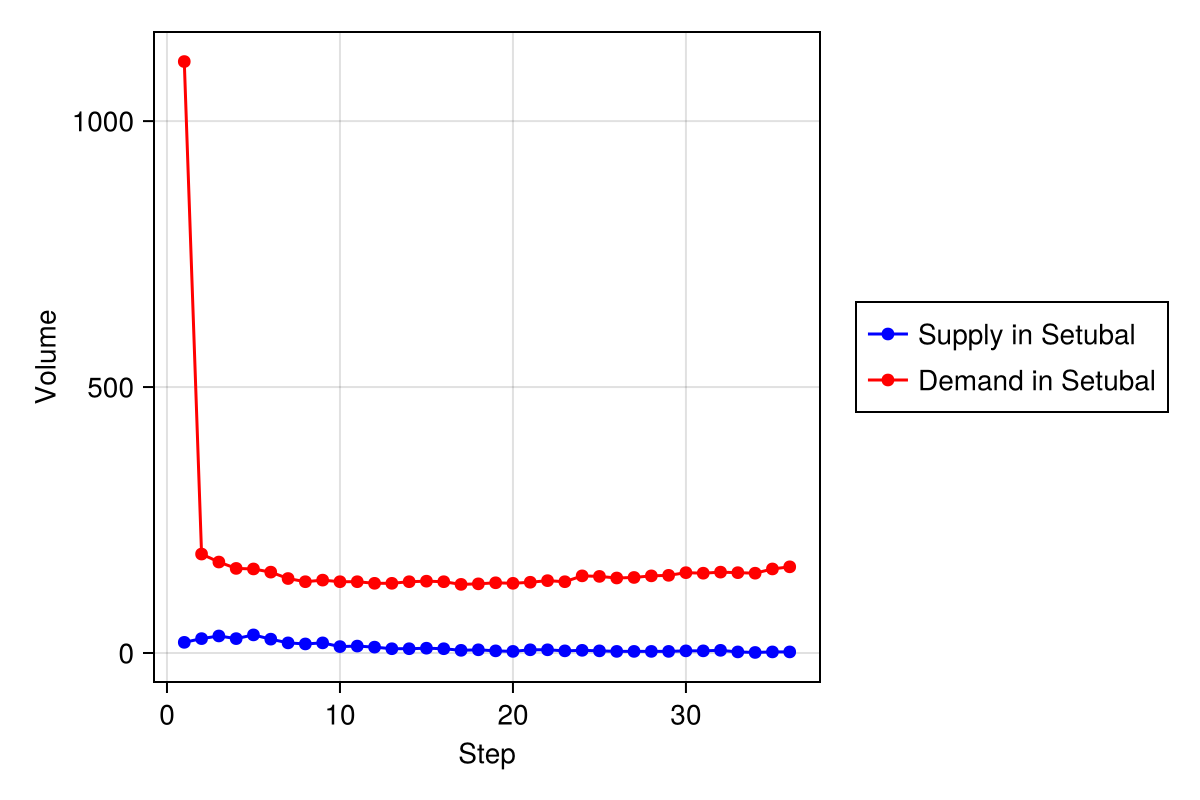 1000
500
0
Volume
0 10 20 30
Step
Supply in Setubal
Demand in Setubal